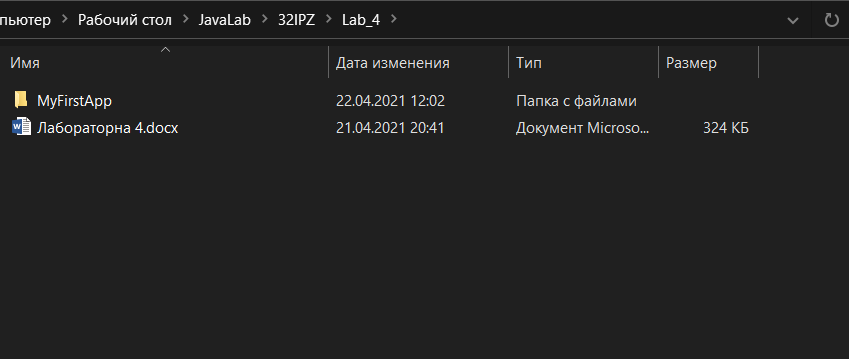 пьютер > Рабочий стол > JavaLab > 32IPZ > Lab_4 >
Имя Дата изменения Тип Размер
MyFirstApp 22.04.2021 12:02 Папка с файлами
Лабораторна 4.docx 21.04.2021 20:41 Документ Microso... 324 КБ